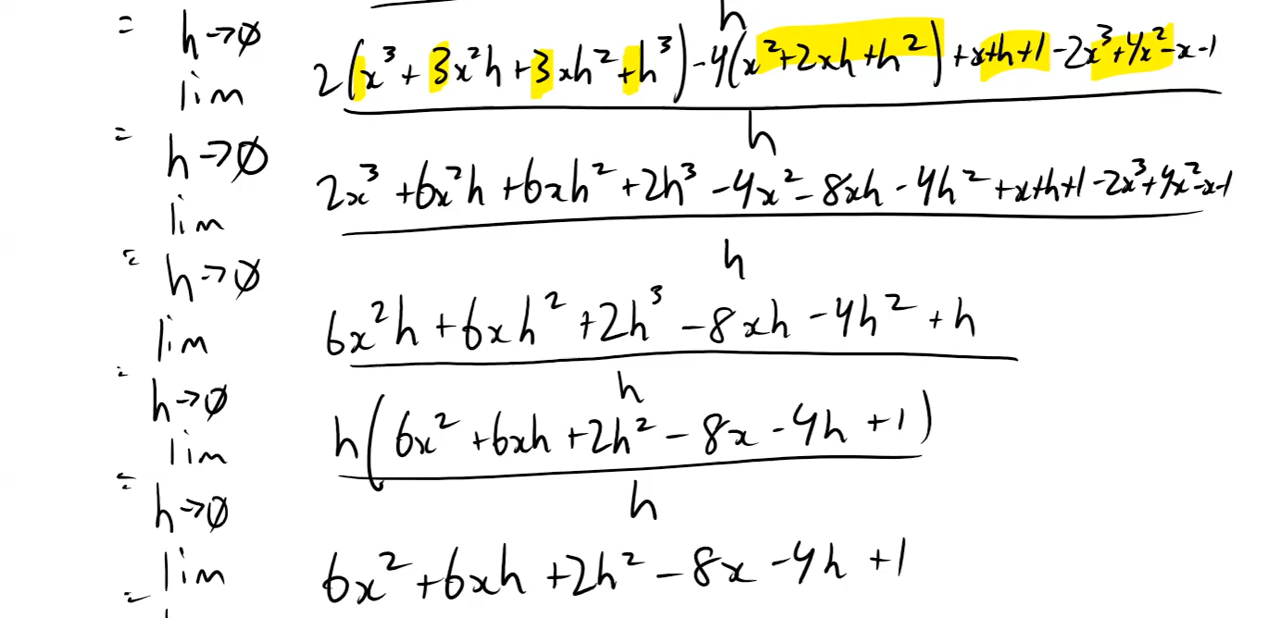 h
= h→0
lim 2(x³ + 3x²h + 3xh² + h³) - 4(x² + 2xh + h²) + x + h + 1 - 2x³ + 4x² - x - 1
h
= h→0
lim 2x³ + 6x²h + 6xh² + 2h³ - 4x² - 8xh - 4h² + x + h + 1 - 2x³ + 4x² - x - 1
h
= h→0
lim 6x²h + 6xh² + 2h³ - 8xh - 4h² + h
h
= h→0
lim h(6x² + 6xh + 2h² - 8x - 4h + 1)
h
= h→0
lim 6x² + 6xh + 2h² - 8x - 4h + 1
=